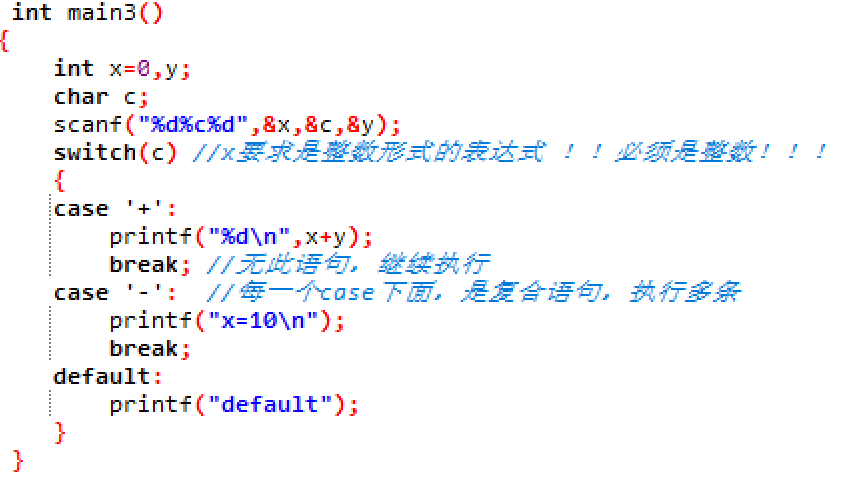 int main3()
{
int x=0,y;
char c;
scanf("%d%c%d",&x,&c,&y);
switch(c) //x要求是整数形式的表达式 ！！必须是整数！！！
{
case '+':
printf("%d\n",x+y);
break; //无此语句，继续执行
case '-': //每一个case下面，是复合语句，执行多条
printf("x=10\n");
break;
default:
printf("default");
}
}